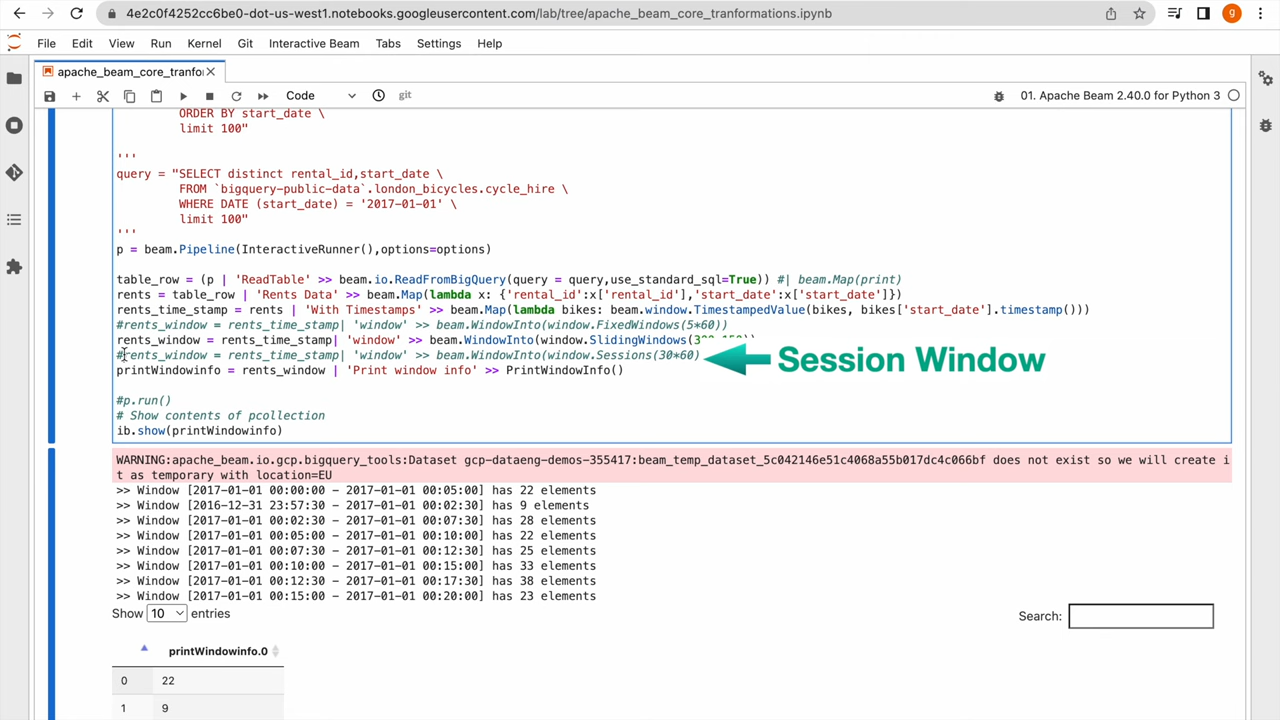 4e2c0f4252cc6be0-dot-us-west1.notebooks.googleusercontent.com/lab/tree/apache_beam_core_tranformations.ipynb
g
File Edit View Run Kernel Git Interactive Beam Tabs Settings Help
apache_beam_core_tranfo
Code git 01. Apache Beam 2.40.0 for Python 3
ORDER BY start_date \
limit 100"
'''
query = "SELECT distinct rental_id,start_date \
FROM `bigquery-public-data`.london_bicycles.cycle_hire \
WHERE DATE (start_date) = '2017-01-01' \
limit 100"
'''
p = beam.Pipeline(InteractiveRunner(),options=options)
table_row = (p | 'ReadTable' >> beam.io.ReadFromBigQuery(query = query,use_standard_sql=True)) #| beam.Map(print)
rents = table_row | 'Rents Data' >> beam.Map(lambda x: {'rental_id':x['rental_id'],'start_date':x['start_date']})
rents_time_stamp = rents | 'With Timestamps' >> beam.Map(lambda bikes: beam.window.TimestampedValue(bikes, bikes['start_date'].timestamp()))
#rents_window = rents_time_stamp| 'window' >> beam.WindowInto(window.FixedWindows(5*60))
rents_window = rents_time_stamp| 'window' >> beam.WindowInto(window.SlidingWindows(300,150))
#rents_window = rents_time_stamp| 'window' >> beam.WindowInto(window.Sessions(30*60)
Session Window
printWindowinfo = rents_window | 'Print window info' >> PrintWindowInfo()
#p.run()
# Show contents of pcollection
ib.show(printWindowinfo)
WARNING:apache_beam.io.gcp.bigquery_tools:Dataset gcp-dataeng-demos-355417:beam_temp_dataset_5c042146e51c4068a55b017dc4c066bf does not exist so we will create i
t as temporary with location=EU
>> Window [2017-01-01 00:00:00 - 2017-01-01 00:05:00] has 22 elements
>> Window [2016-12-31 23:57:30 - 2017-01-01 00:02:30] has 9 elements
>> Window [2017-01-01 00:02:30 - 2017-01-01 00:07:30] has 28 elements
>> Window [2017-01-01 00:05:00 - 2017-01-01 00:10:00] has 22 elements
>> Window [2017-01-01 00:07:30 - 2017-01-01 00:12:30] has 25 elements
>> Window [2017-01-01 00:10:00 - 2017-01-01 00:15:00] has 33 elements
>> Window [2017-01-01 00:12:30 - 2017-01-01 00:17:30] has 38 elements
>> Window [2017-01-01 00:15:00 - 2017-01-01 00:20:00] has 23 elements
Show 10 entries Search:
printWindowinfo.0
0 22
1 9